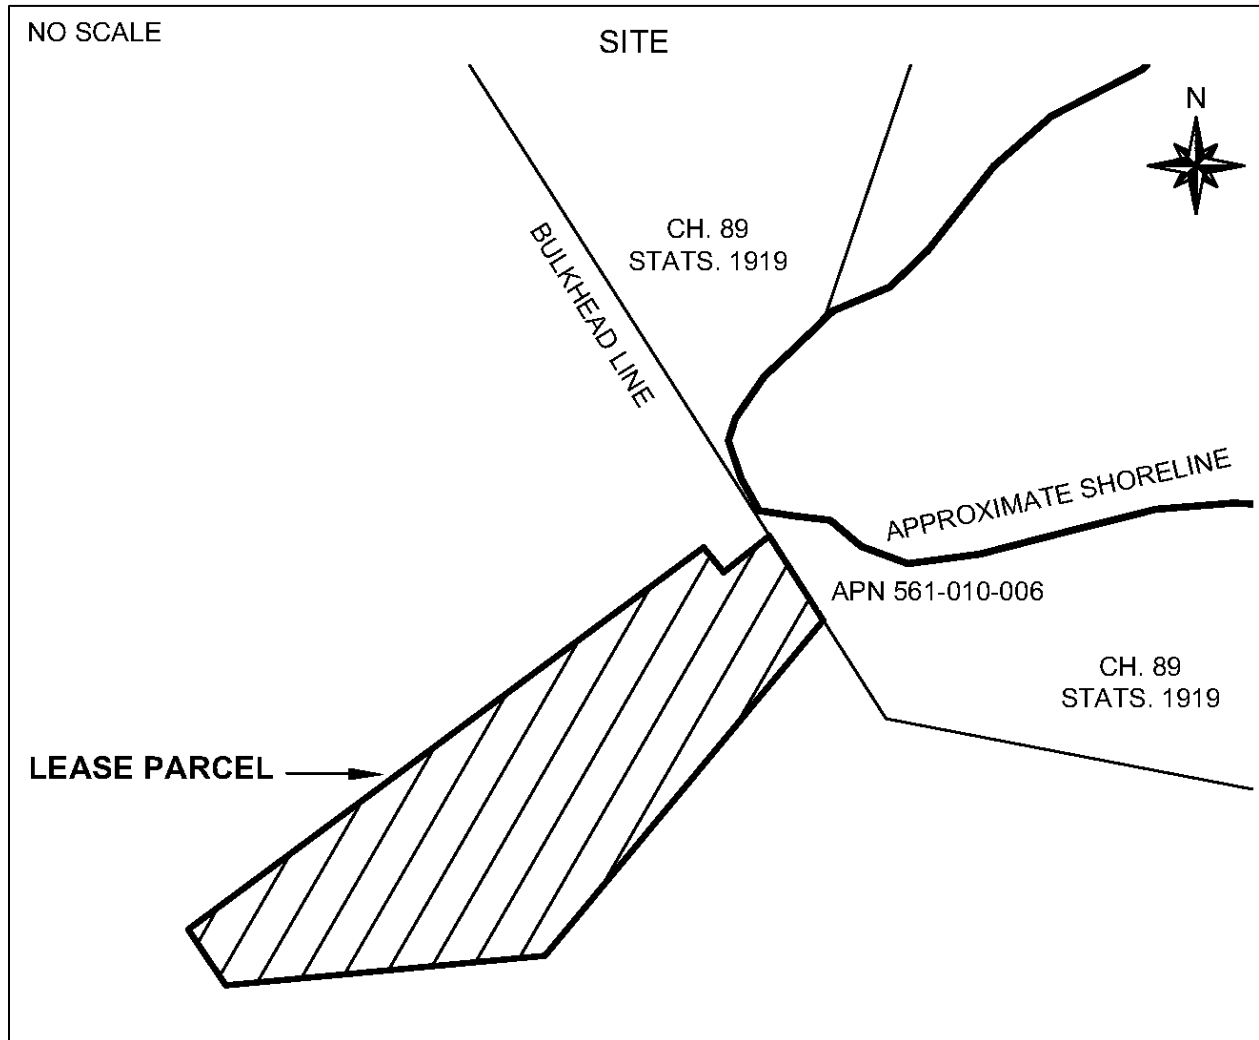 NO SCALE
SITE
N
CH. 89
STATS. 1919
BULKHEAD LINE
APPROXIMATE SHORELINE
APN 561-010-006
CH. 89
STATS. 1919
LEASE PARCEL